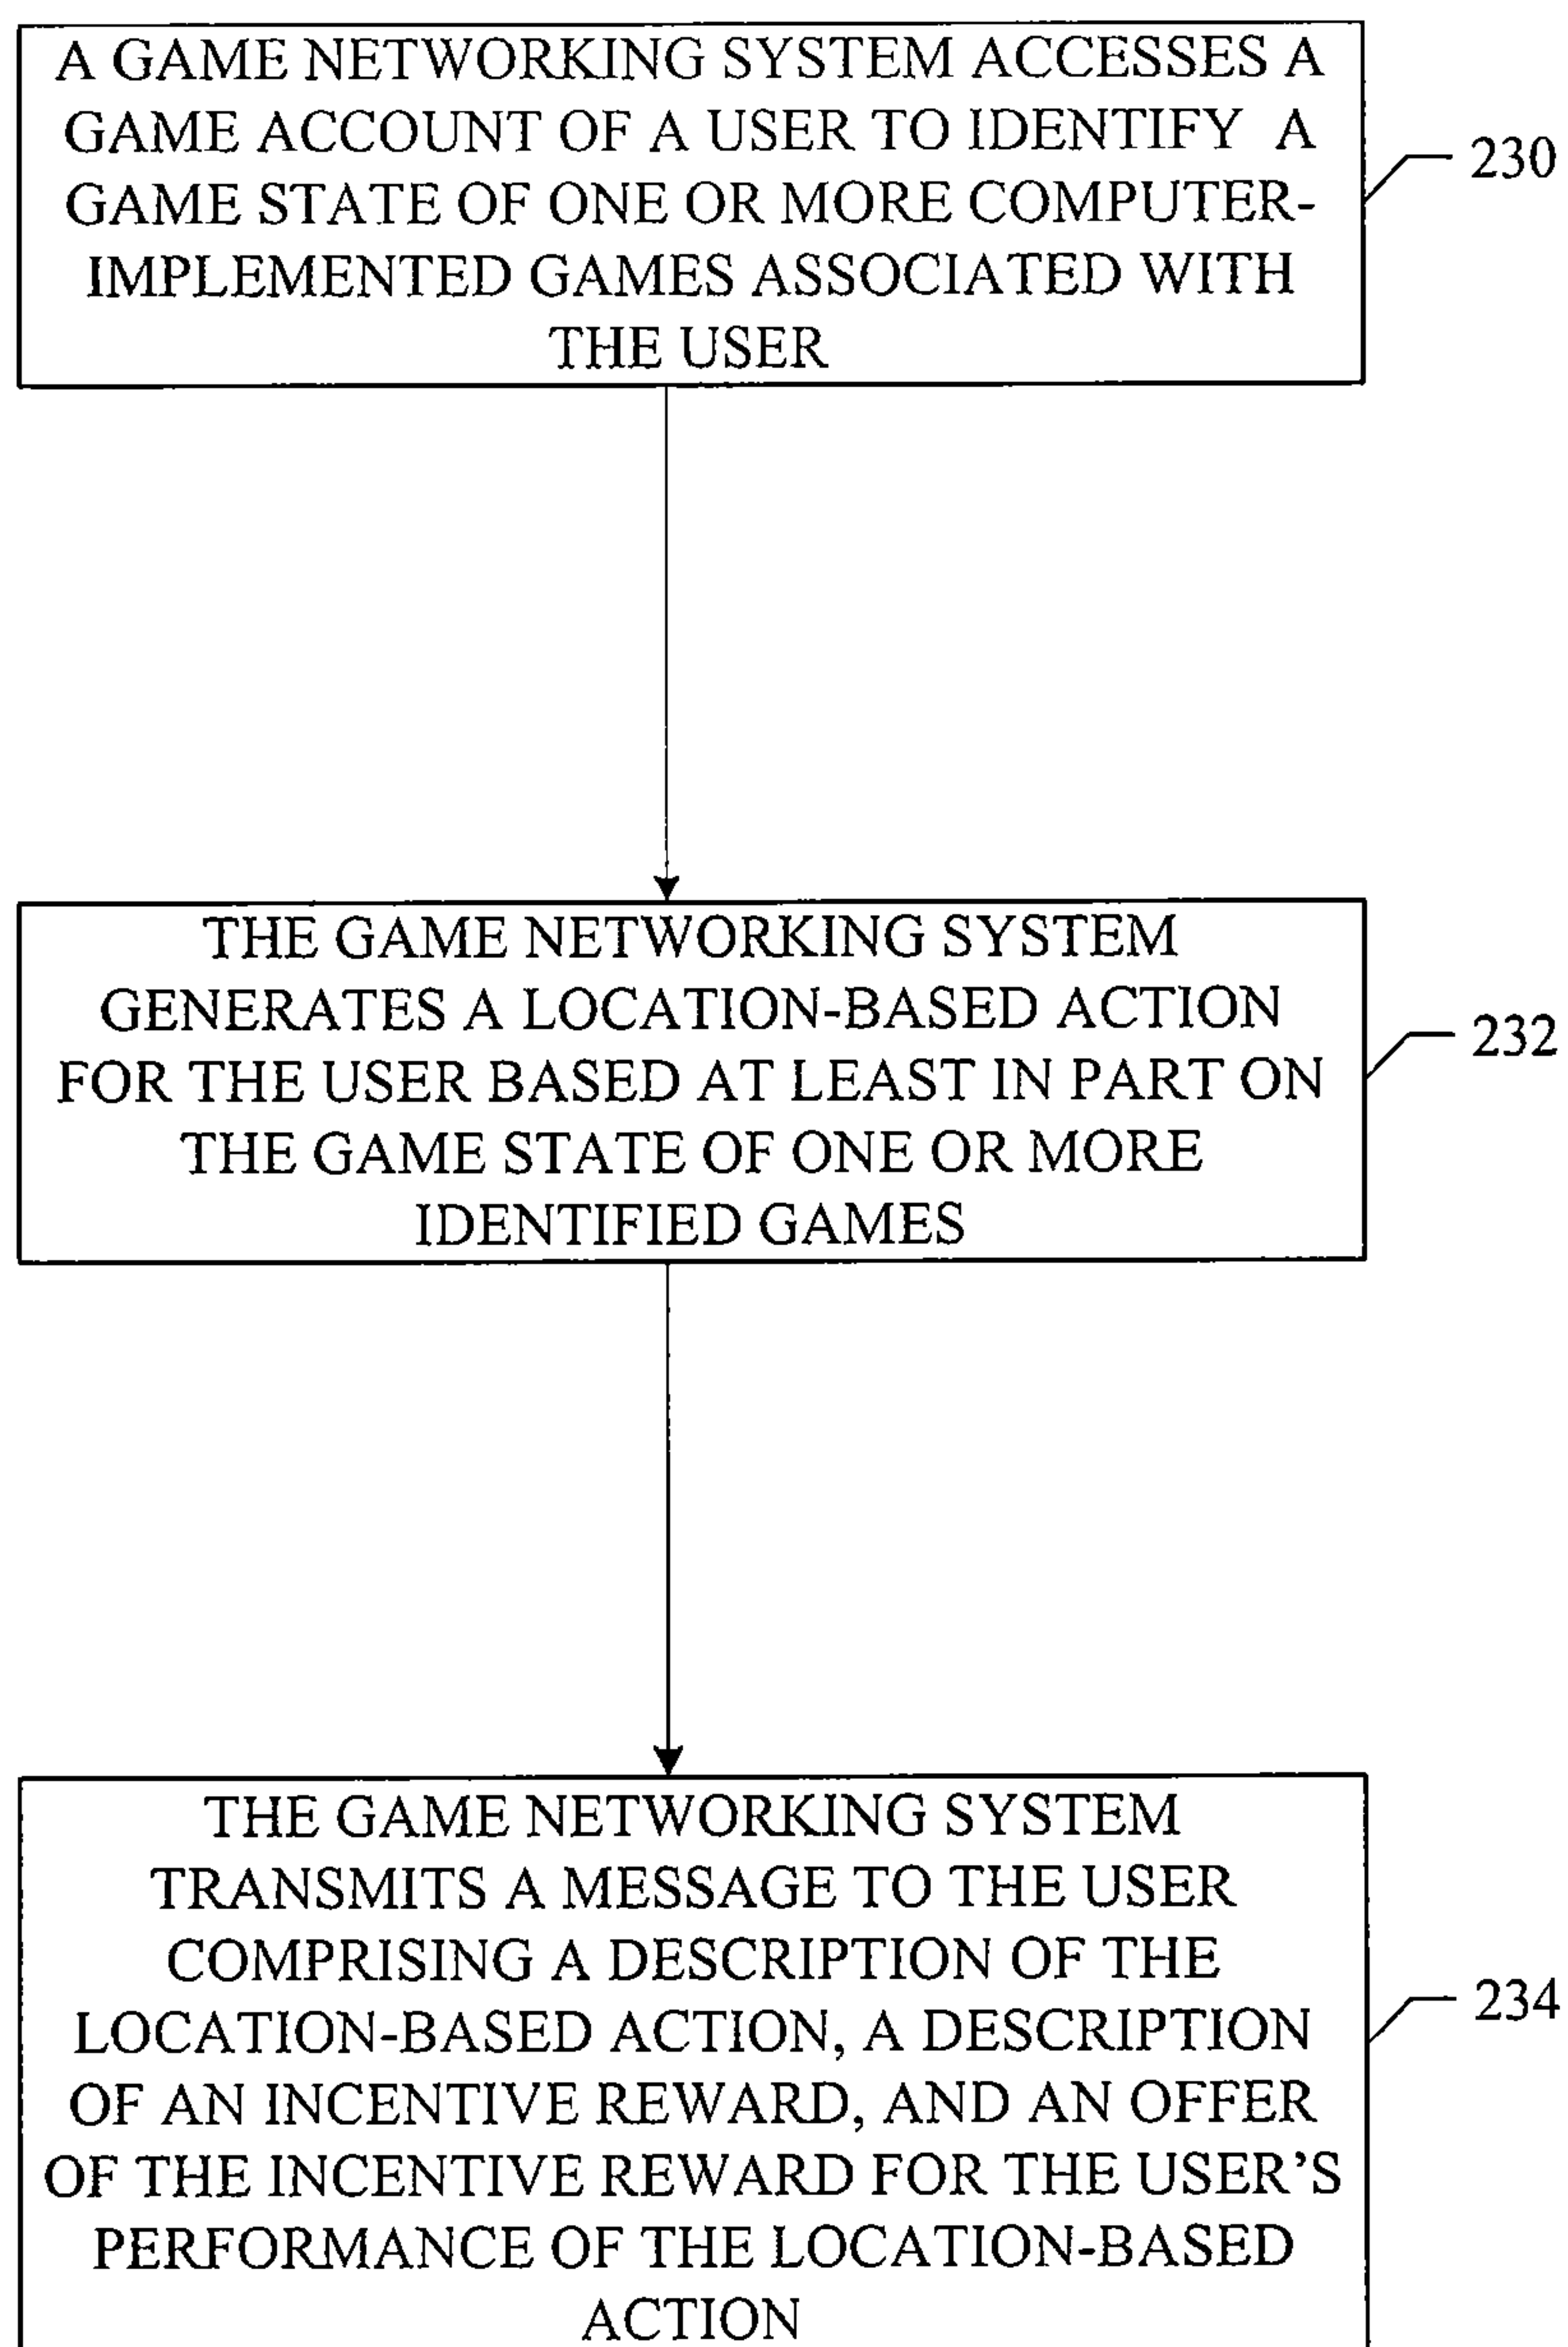 A GAME NETWORKING SYSTEM ACCESSES A
GAME ACCOUNT OF A USER TO IDENTIFY A
GAME STATE OF ONE OR MORE COMPUTER-
IMPLEMENTED GAMES ASSOCIATED WITH
THE USER
230
THE GAME NETWORKING SYSTEM
GENERATES A LOCATION-BASED ACTION
FOR THE USER BASED AT LEAST IN PART ON
THE GAME STATE OF ONE OR MORE
IDENTIFIED GAMES
232
THE GAME NETWORKING SYSTEM
TRANSMITS A MESSAGE TO THE USER
COMPRISING A DESCRIPTION OF THE
LOCATION-BASED ACTION, A DESCRIPTION
OF AN INCENTIVE REWARD, AND AN OFFER
OF THE INCENTIVE REWARD FOR THE USER’S
PERFORMANCE OF THE LOCATION-BASED
ACTION
234